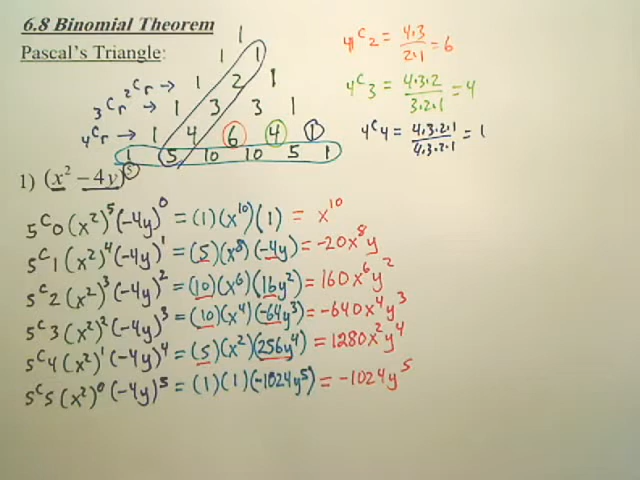 6.8 Binomial Theorem
Pascal's Triangle:
1
1 1
₂Cr → 1 2 1
₃Cr → 1 3 3 1
₄Cr → 1 4 6 4 1
1 5 10 10 5 1
₄C₂ = 4·3 / 2·1 = 6
₄C₃ = 4·3·2 / 3·2·1 = 4
₄C₄ = 4·3·2·1 / 4·3·2·1 = 1
1) (x² − 4y)⁵
₅C₀(x²)⁵(−4y)⁰ = (1)(x¹⁰)(1) = x¹⁰
₅C₁(x²)⁴(−4y)¹ = (5)(x⁸)(−4y) = −20x⁸y
₅C₂(x²)³(−4y)² = (10)(x⁶)(16y²) = 160x⁶y²
₅C₃(x²)²(−4y)³ = (10)(x⁴)(−64y³) = −640x⁴y³
₅C₄(x²)¹(−4y)⁴ = (5)(x²)(256y⁴) = 1280x²y⁴
₅C₅(x²)⁰(−4y)⁵ = (1)(1)(−1024y⁵) = −1024y⁵